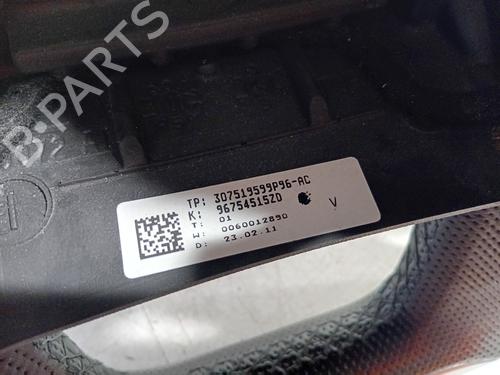 B-PARTS
TP: 307519599P96-AC
K: 96754515ZD
T: 01
W: 0060012890
D: 23.02.11
V